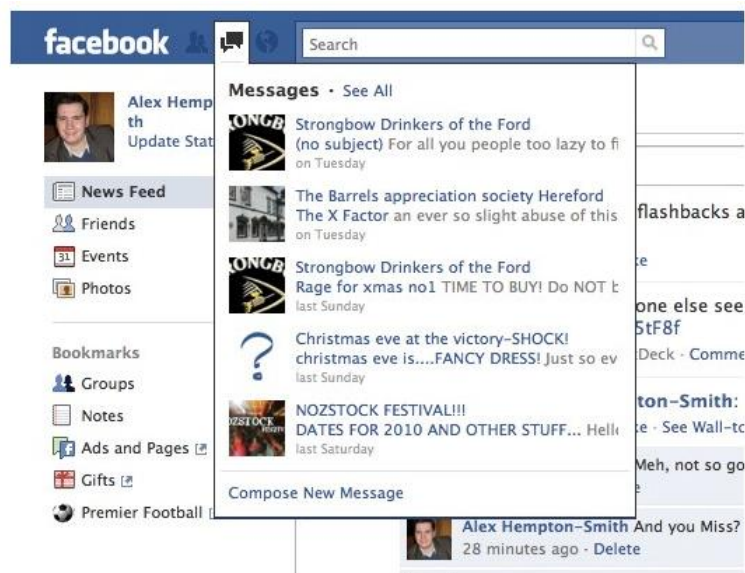 facebook
Search
Alex Hemp
th
Update Stat
News Feed
Friends
31 Events
Photos
Bookmarks
Groups
Notes
Ads and Pages
Gifts
Premier Football
Messages · See All
Strongbow Drinkers of the Ford
(no subject) For all you people too lazy to fi
on Tuesday
The Barrels appreciation society Hereford
The X Factor an ever so slight abuse of this
on Tuesday
Strongbow Drinkers of the Ford
Rage for xmas no1 TIME TO BUY! Do NOT b
last Sunday
?
Christmas eve at the victory-SHOCK!
christmas eve is....FANCY DRESS! Just so ev
last Sunday
NOZSTOCK FESTIVAL!!!
DATES FOR 2010 AND OTHER STUFF... Hell
last Saturday
Compose New Message
flashbacks a
ke
one else see
5tF8f
Deck · Comme
ton-Smith:
ke · See Wall-to
Meh, not so go
e
Alex Hempton-Smith And you Miss?
28 minutes ago · Delete